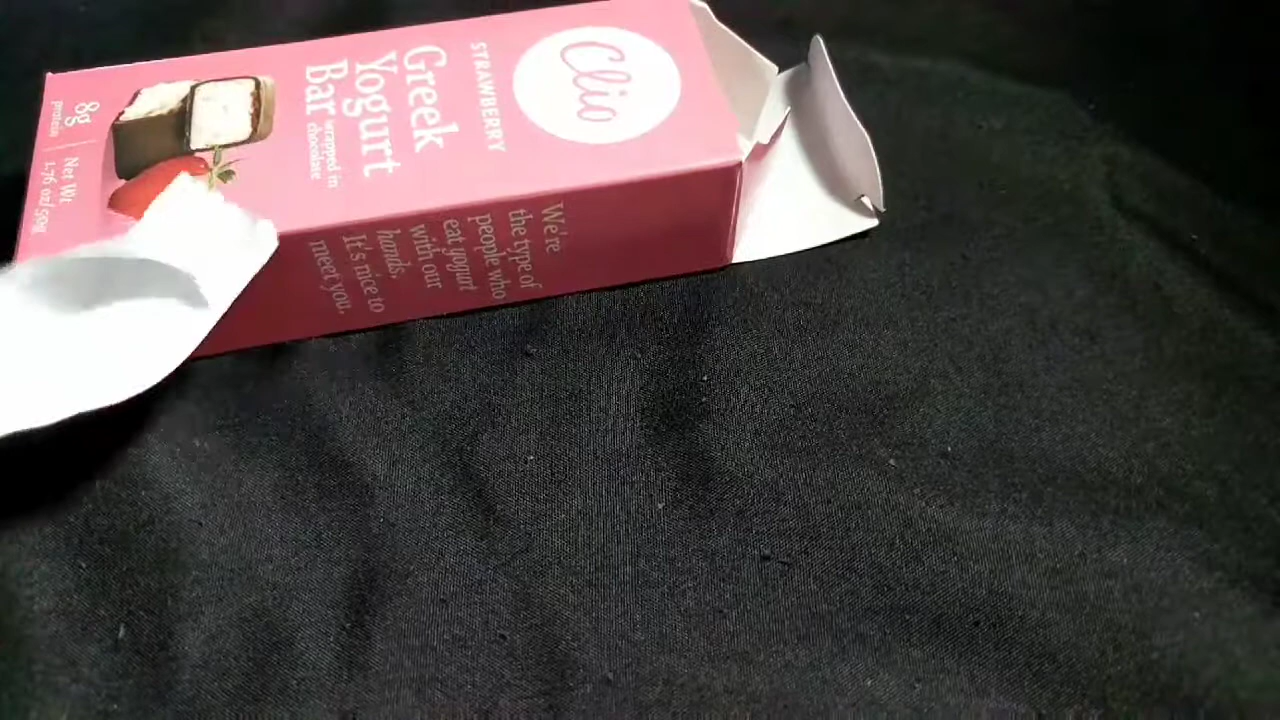 Clio
STRAWBERRY
Greek
Yogurt
Bar wrapped in
chocolate
8g
protein
Net Wt.
1.76 oz/50g
We're
the type of
people who
eat yogurt
with our
hands.
It's nice to
meet you.